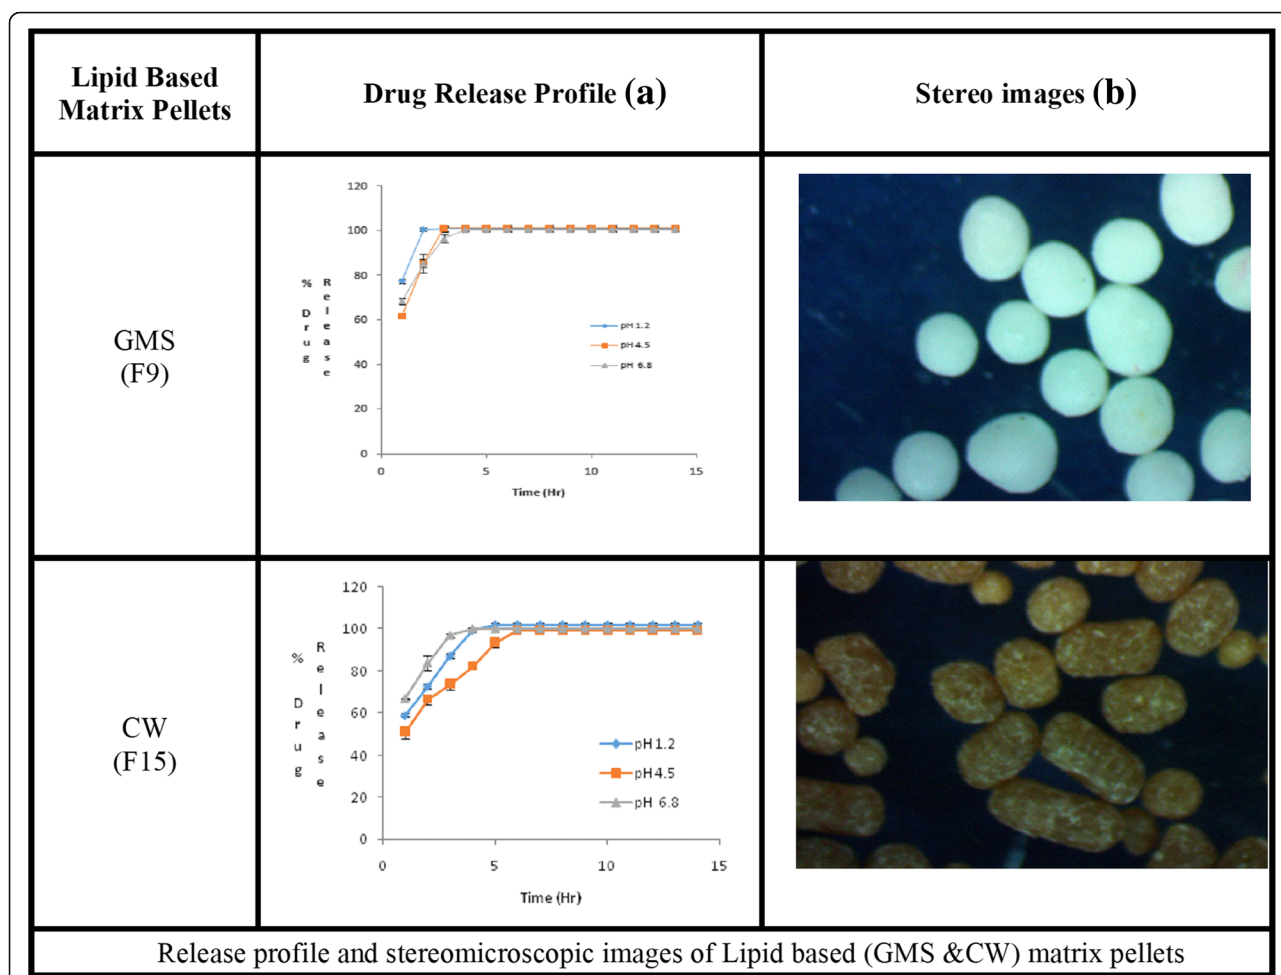 Lipid Based
Matrix Pellets
Drug Release Profile (a)
Stereo images (b)
GMS
(F9)
120
100
80
60
40
20
0
0
5
10
15
% Drug
Release
Time (Hr)
pH 1.2
pH 4.5
pH 6.8
CW
(F15)
120
100
80
60
40
20
0
0
5
10
15
% Drug
Release
Time (Hr)
pH 1.2
pH 4.5
pH 6.8
Release profile and stereomicroscopic images of Lipid based (GMS &CW) matrix pellets